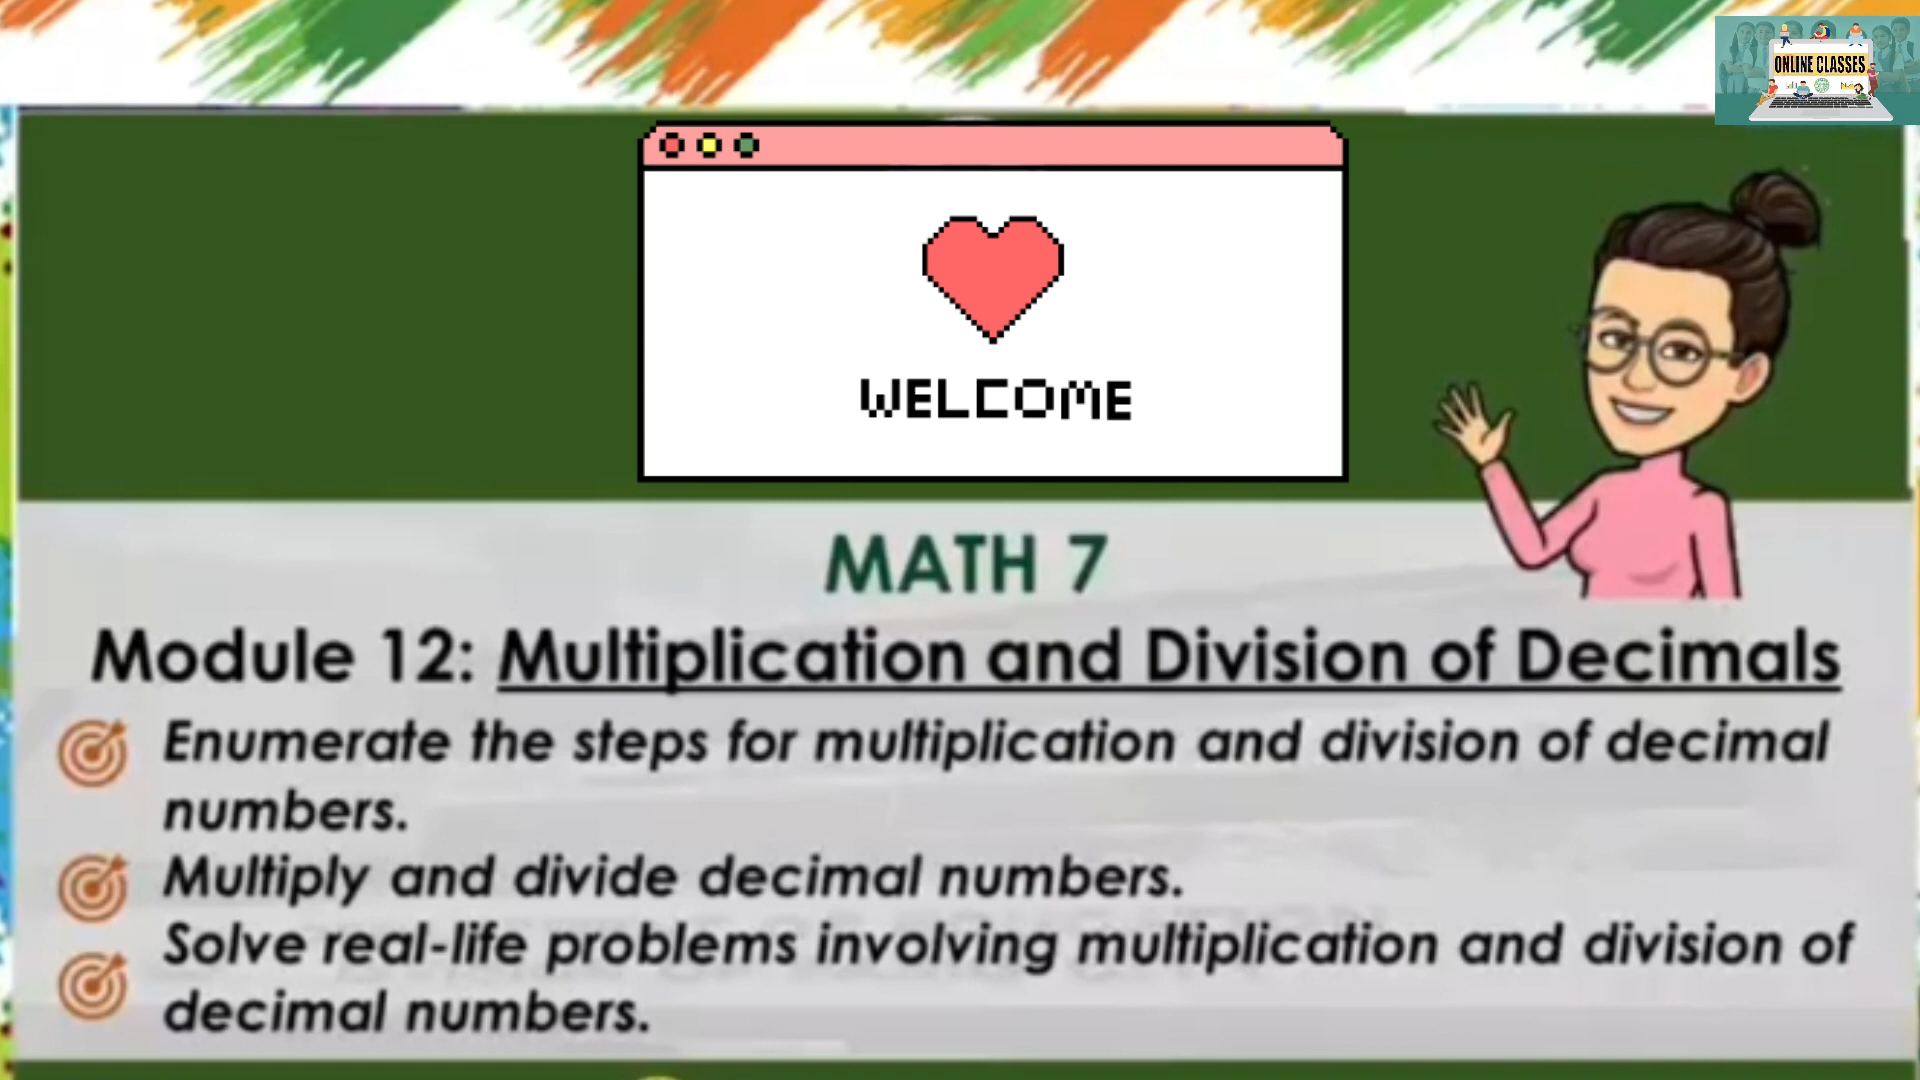 ONLINE CLASSES
WELCOME
MATH 7
Module 12: Multiplication and Division of Decimals
Enumerate the steps for multiplication and division of decimal
numbers.
Multiply and divide decimal numbers.
Solve real-life problems involving multiplication and division of
decimal numbers.